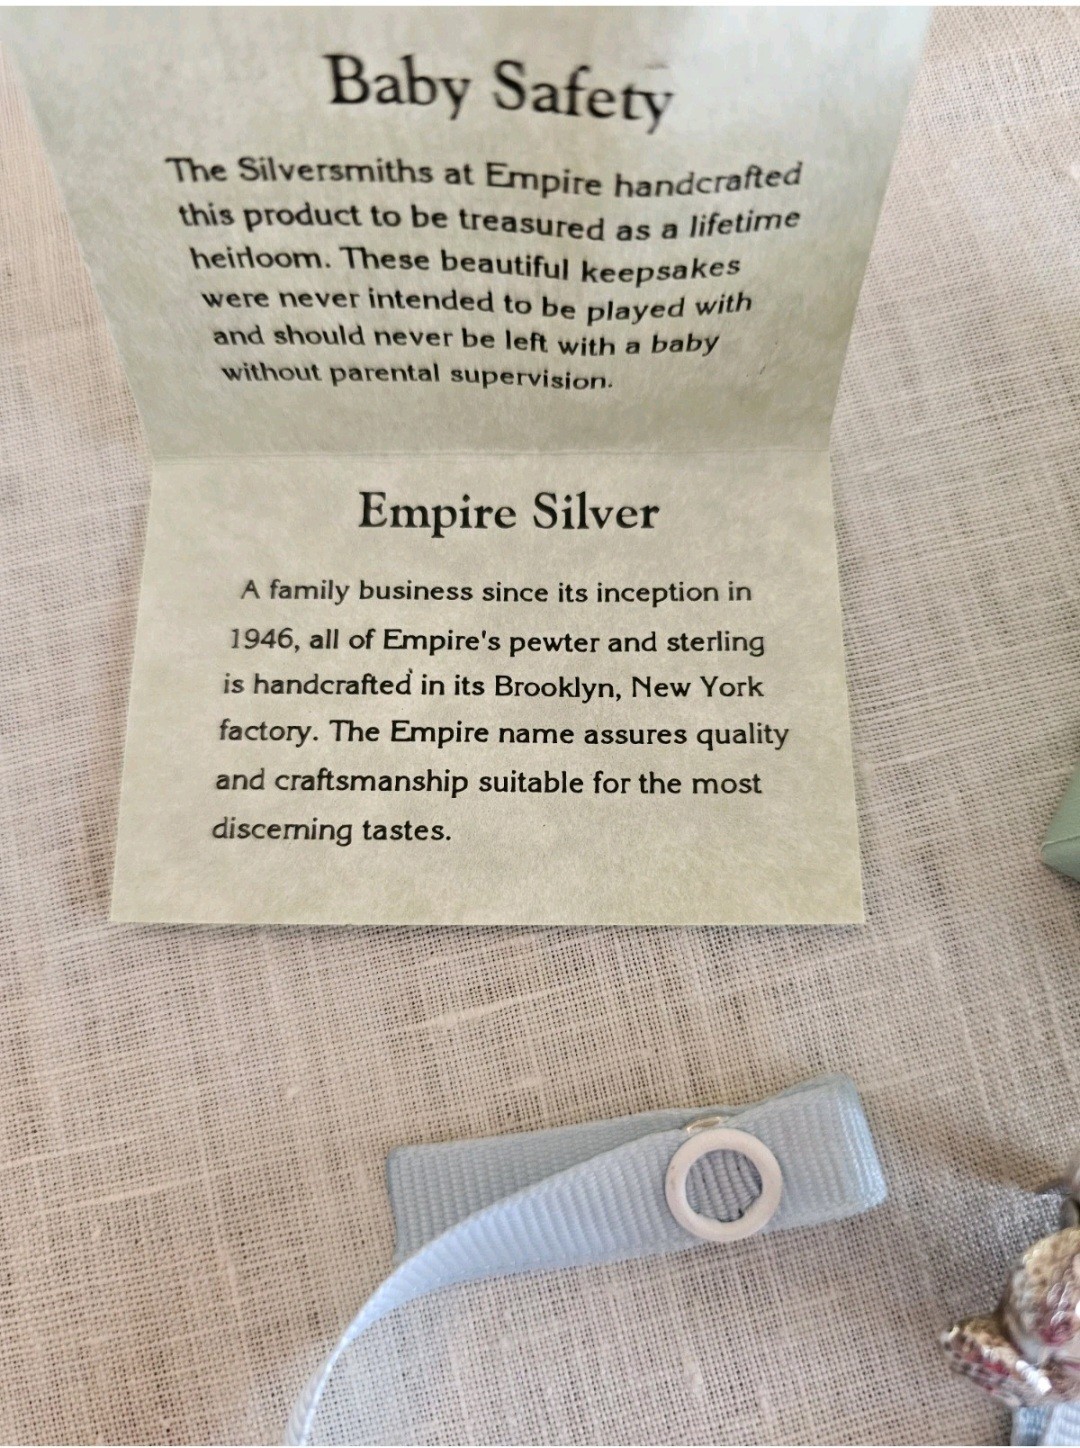 Baby Safety
The Silversmiths at Empire handcrafted
this product to be treasured as a lifetime
heirloom. These beautiful keepsakes
were never intended to be played with
and should never be left with a baby
without parental supervision.
Empire Silver
A family business since its inception in
1946, all of Empire's pewter and sterling
is handcrafted in its Brooklyn, New York
factory. The Empire name assures quality
and craftsmanship suitable for the most
discerning tastes.